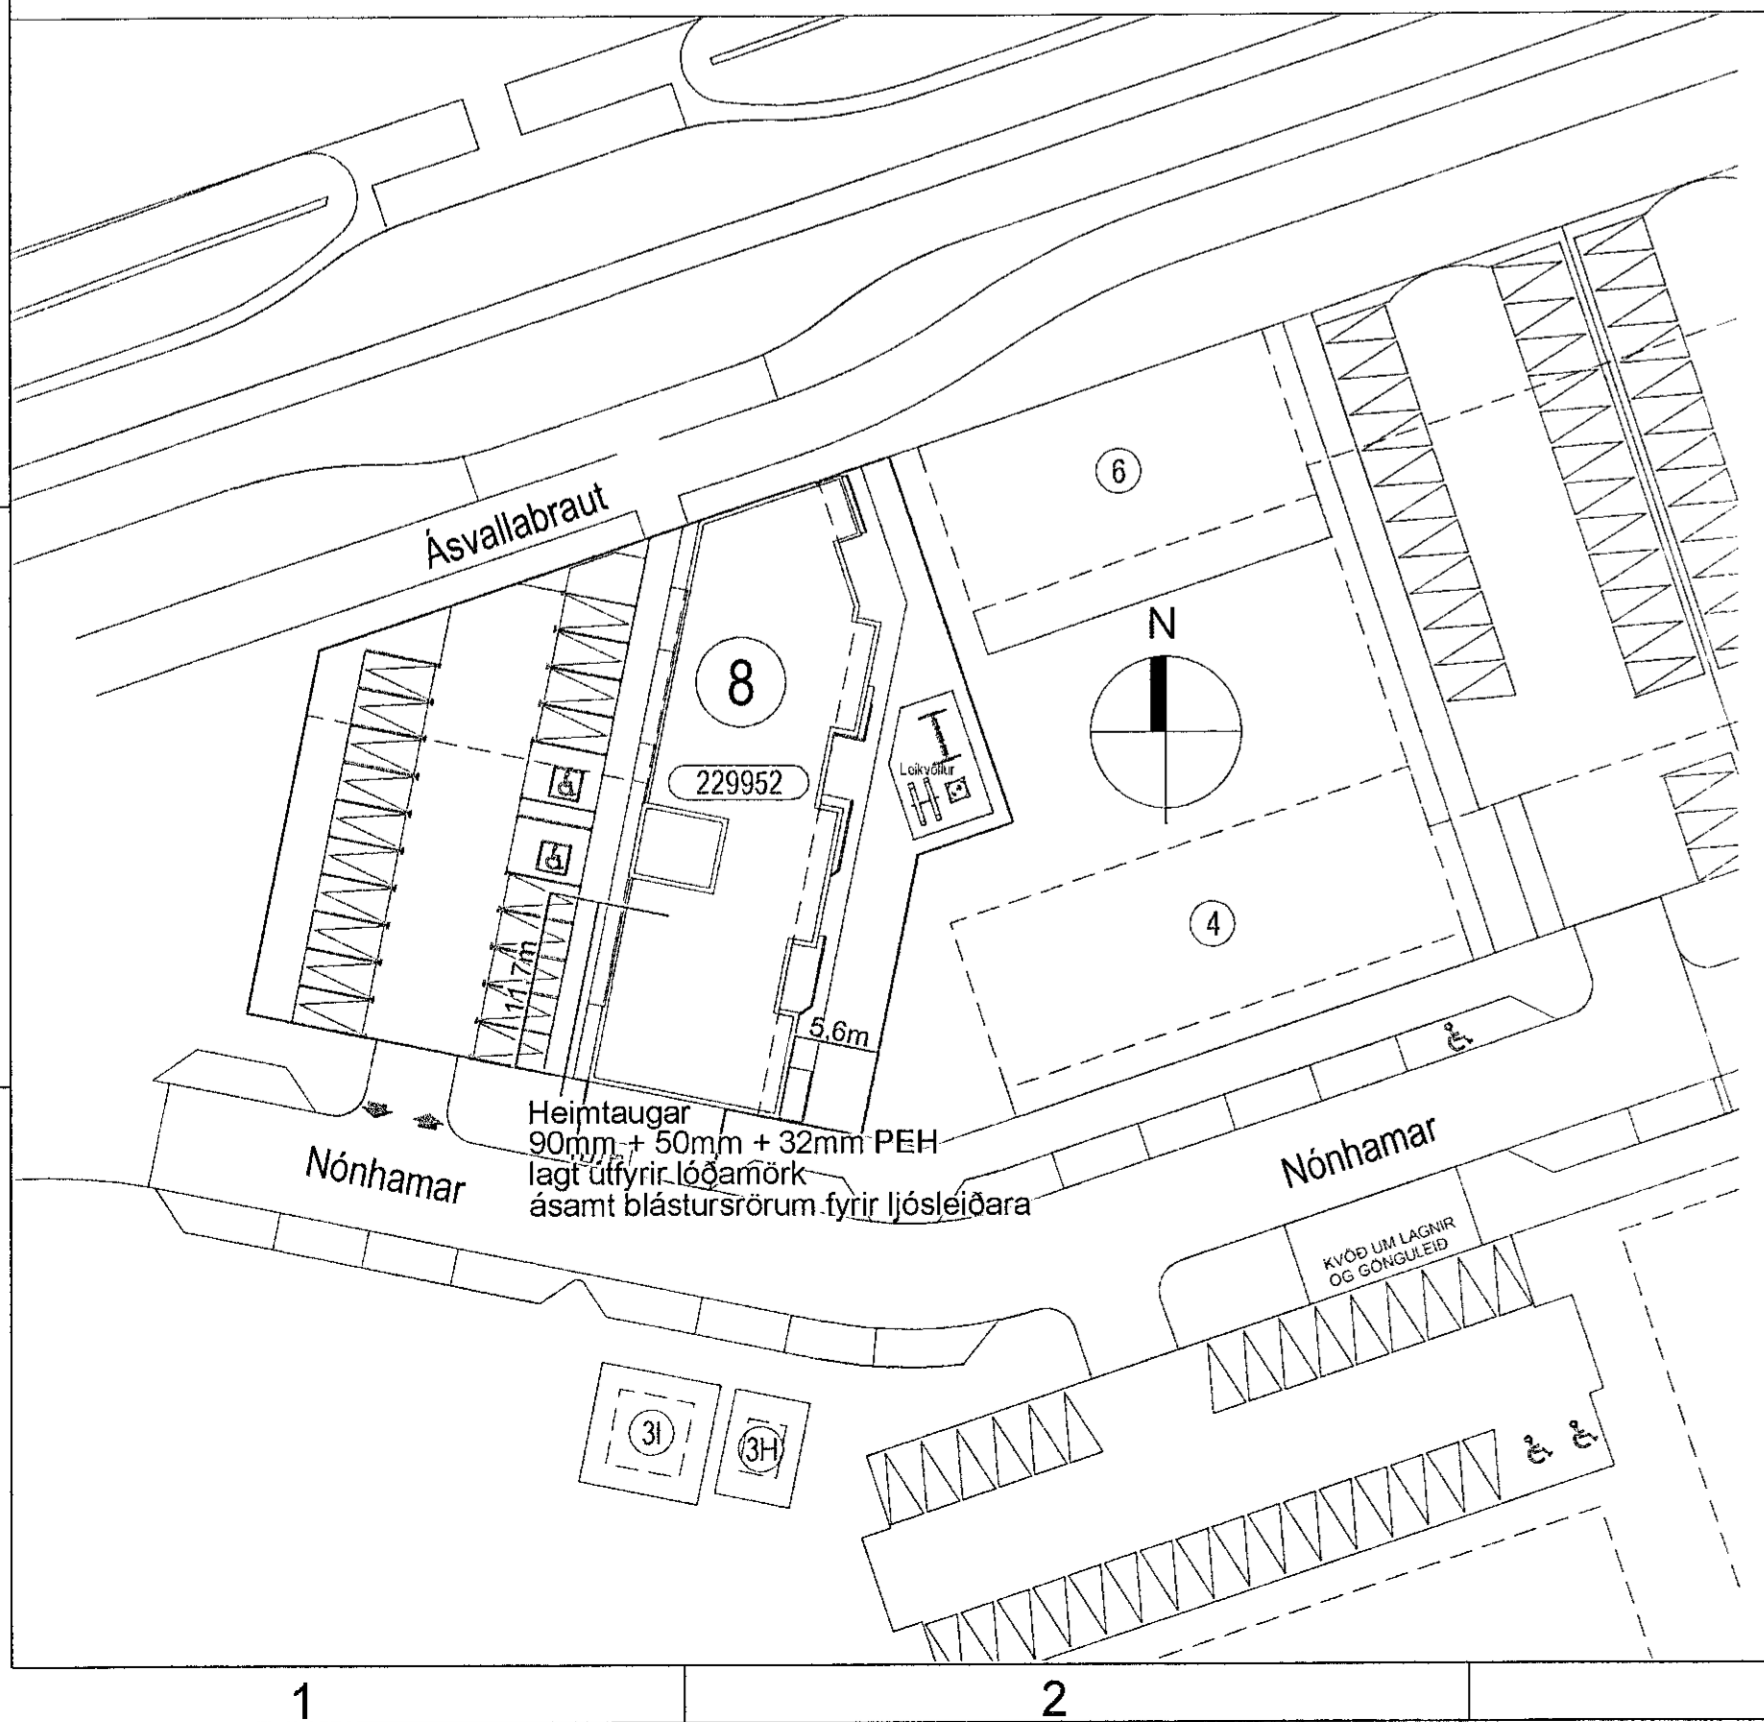 6
Ásvallabraut
N
8
Leikvöllur
229952
4
11,7m
5,6m
Heimtaugar
90mm + 50mm + 32mm PEH
lagt útfyrir lóðamörk
ásamt blástursrörum fyrir ljósleiðara
Nónhamar
Nónhamar
KVÖÐ UM LAGNIR
OG GÖNGULEIÐ
3I
3H
1
2